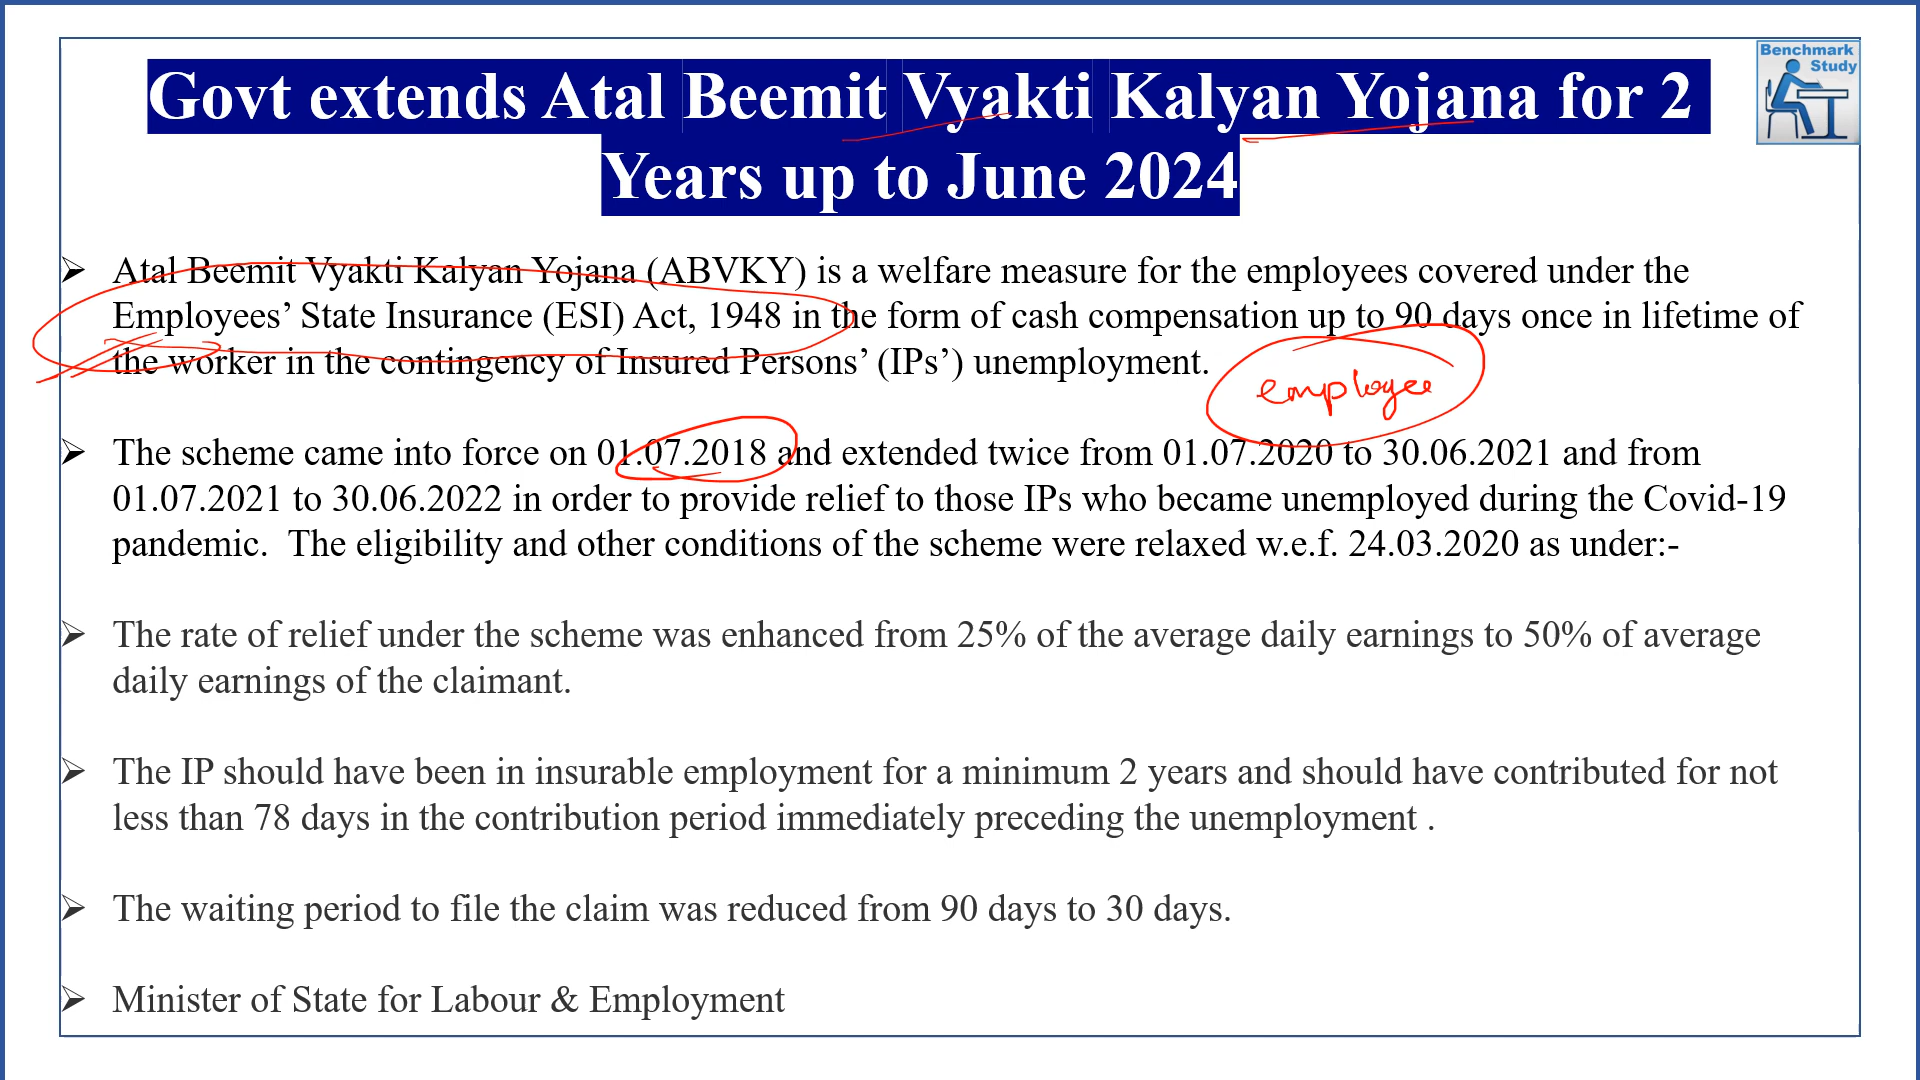 Benchmark
Study
Govt extends Atal Beemit Vyakti Kalyan Yojana for 2
Years up to June 2024
➢ Atal Beemit Vyakti Kalyan Yojana (ABVKY) is a welfare measure for the employees covered under the
Employees’ State Insurance (ESI) Act, 1948 in the form of cash compensation up to 90 days once in lifetime of
the worker in the contingency of Insured Persons’ (IPs’) unemployment.
employee
➢ The scheme came into force on 01.07.2018 and extended twice from 01.07.2020 to 30.06.2021 and from
01.07.2021 to 30.06.2022 in order to provide relief to those IPs who became unemployed during the Covid-19
pandemic.  The eligibility and other conditions of the scheme were relaxed w.e.f. 24.03.2020 as under:-
➢ The rate of relief under the scheme was enhanced from 25% of the average daily earnings to 50% of average
daily earnings of the claimant.
➢ The IP should have been in insurable employment for a minimum 2 years and should have contributed for not
less than 78 days in the contribution period immediately preceding the unemployment .
➢ The waiting period to file the claim was reduced from 90 days to 30 days.
➢ Minister of State for Labour & Employment